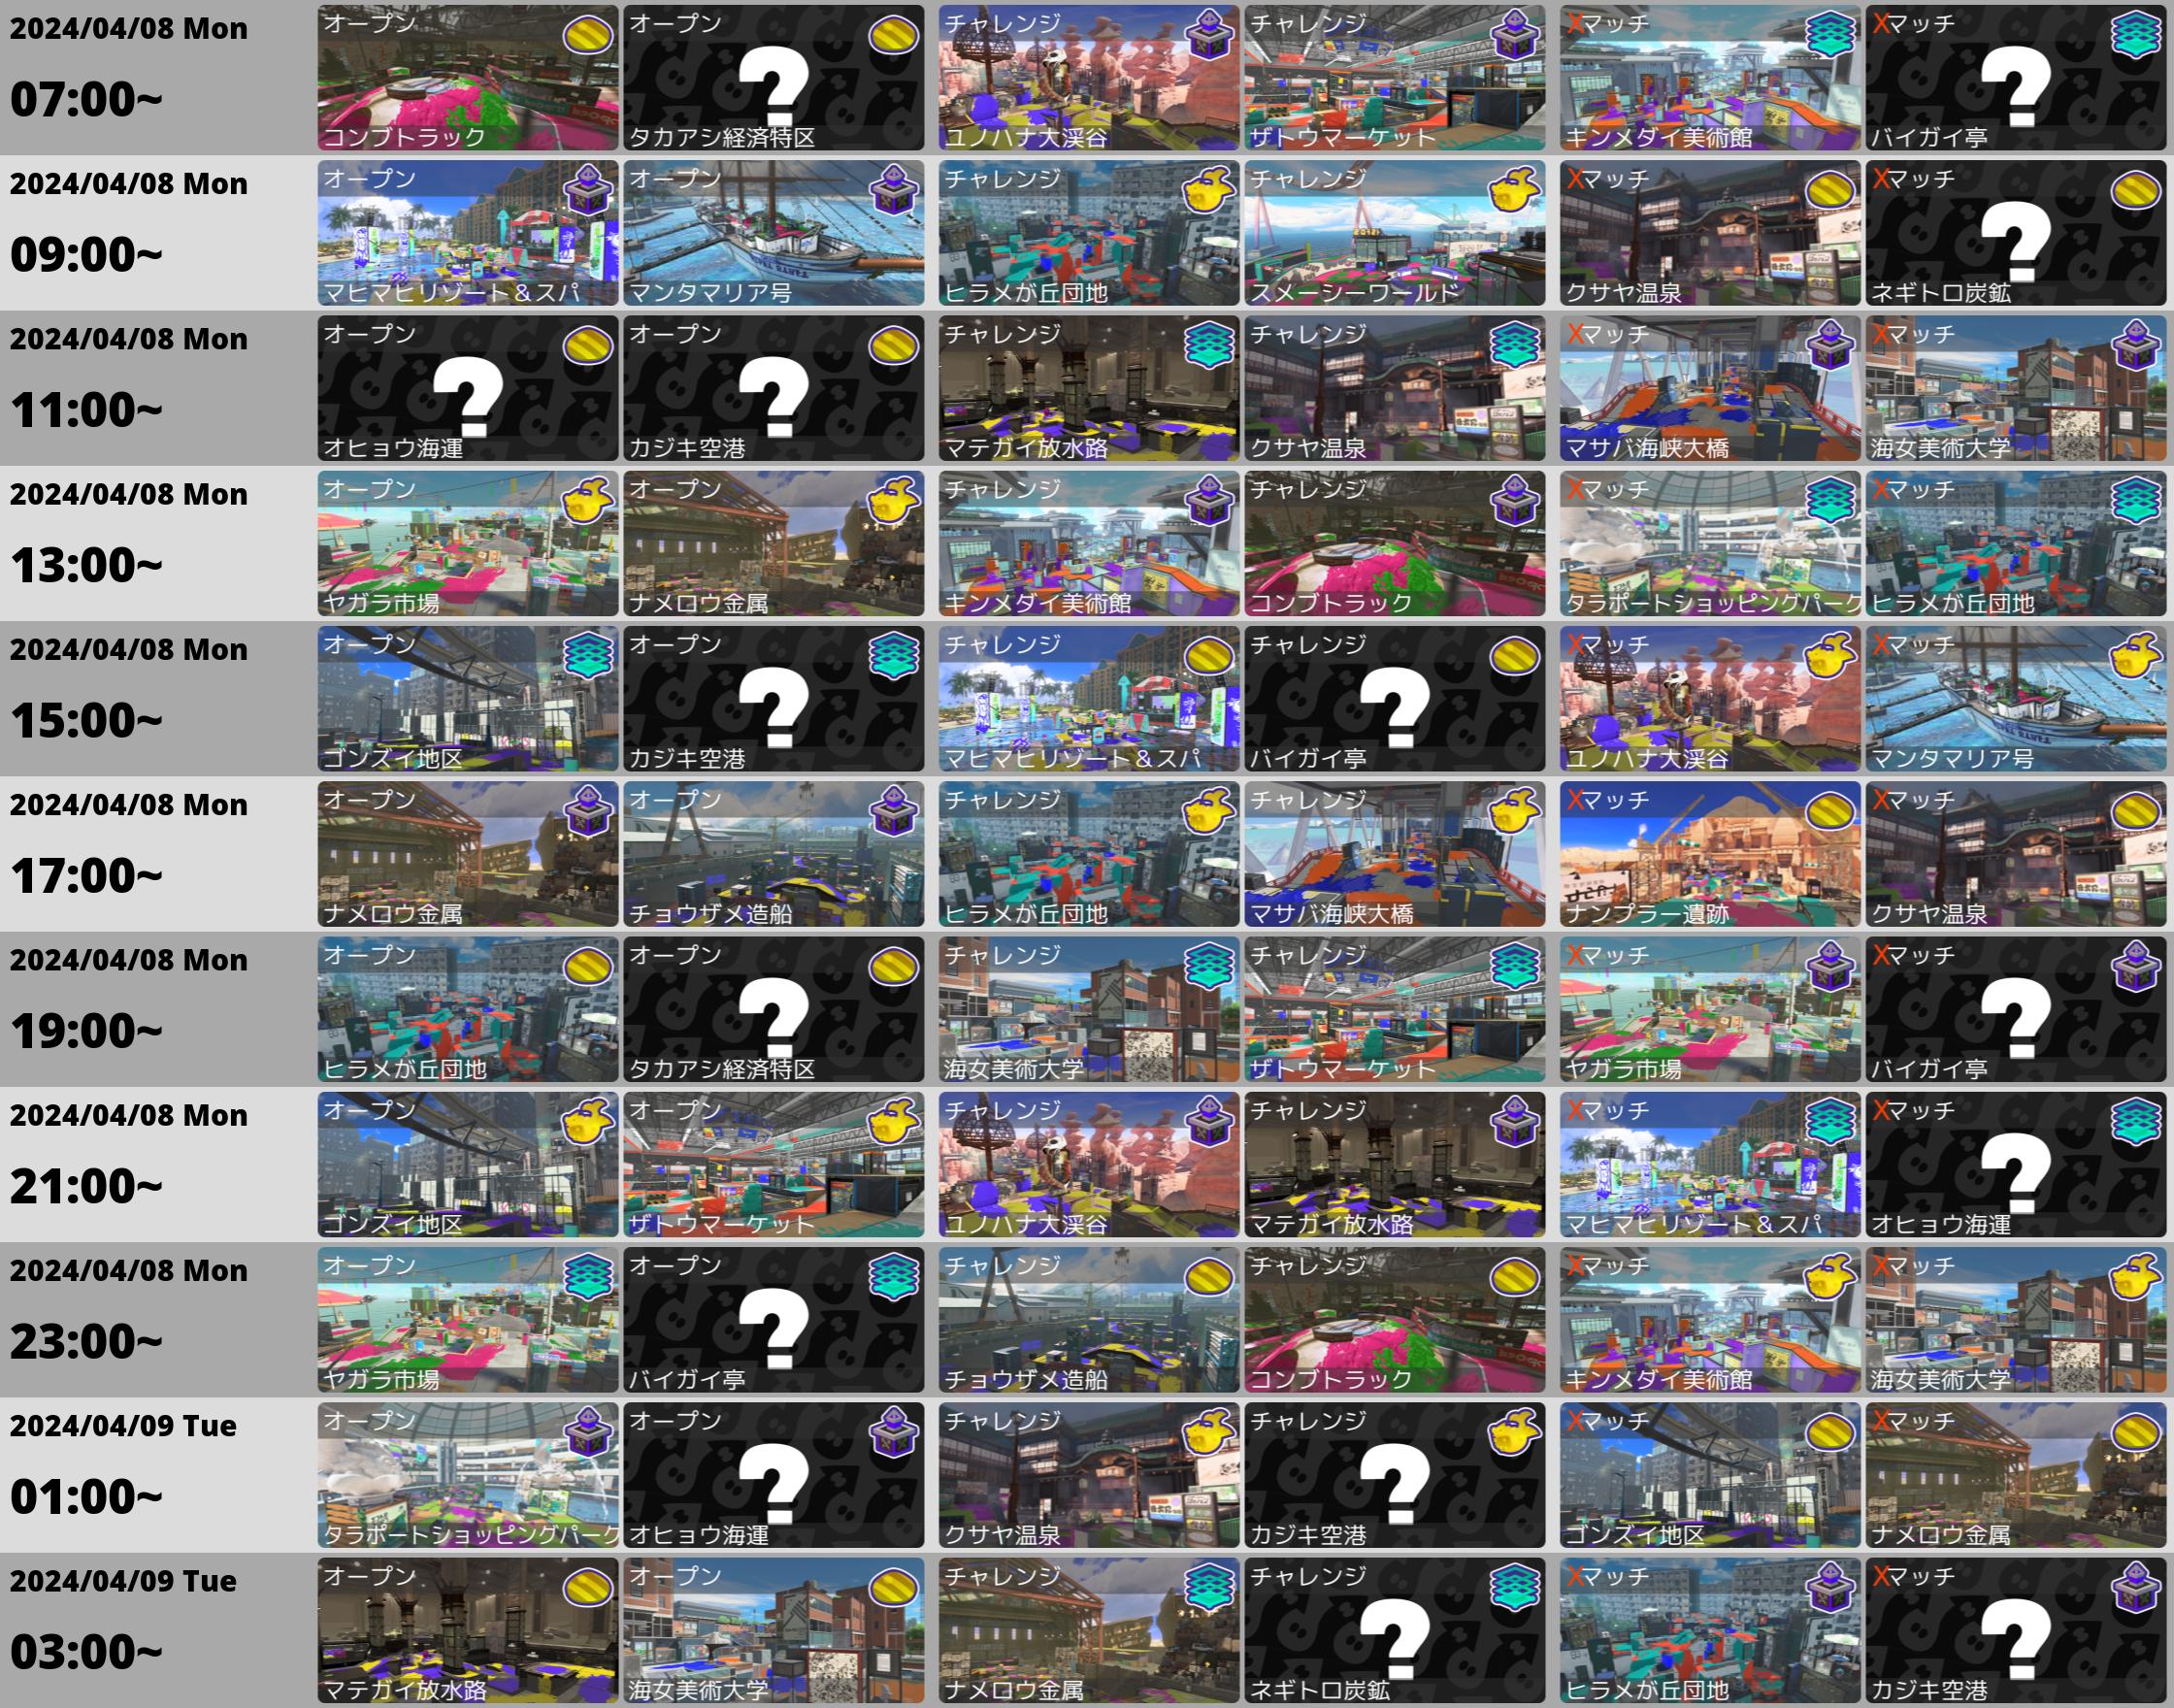 2024/04/08 Mon
07:00~
オープン
コンブトラック
オープン
タカアシ経済特区
チャレンジ
ユノハナ大渓谷
チャレンジ
ザトウマーケット
Xマッチ
キンメダイ美術館
Xマッチ
バイガイ亭
2024/04/08 Mon
09:00~
オープン
マヒマヒリゾート＆スパ
オープン
マンタマリア号
チャレンジ
ヒラメが丘団地
チャレンジ
スメーシーワールド
Xマッチ
クサヤ温泉
Xマッチ
ネギトロ炭鉱
2024/04/08 Mon
11:00~
オープン
オヒョウ海運
オープン
カジキ空港
チャレンジ
マテガイ放水路
チャレンジ
クサヤ温泉
Xマッチ
マサバ海峡大橋
Xマッチ
海女美術大学
2024/04/08 Mon
13:00~
オープン
ヤガラ市場
オープン
ナメロウ金属
チャレンジ
キンメダイ美術館
チャレンジ
コンブトラック
Xマッチ
タラポートショッピングパーク
Xマッチ
ヒラメが丘団地
2024/04/08 Mon
15:00~
オープン
ゴンズイ地区
オープン
カジキ空港
チャレンジ
マヒマヒリゾート＆スパ
チャレンジ
バイガイ亭
Xマッチ
ユノハナ大渓谷
Xマッチ
マンタマリア号
2024/04/08 Mon
17:00~
オープン
ナメロウ金属
オープン
チョウザメ造船
チャレンジ
ヒラメが丘団地
チャレンジ
マサバ海峡大橋
Xマッチ
ナンプラー遺跡
Xマッチ
クサヤ温泉
2024/04/08 Mon
19:00~
オープン
ヒラメが丘団地
オープン
タカアシ経済特区
チャレンジ
海女美術大学
チャレンジ
ザトウマーケット
Xマッチ
ヤガラ市場
Xマッチ
バイガイ亭
2024/04/08 Mon
21:00~
オープン
ゴンズイ地区
オープン
ザトウマーケット
チャレンジ
ユノハナ大渓谷
チャレンジ
マテガイ放水路
Xマッチ
マヒマヒリゾート＆スパ
Xマッチ
オヒョウ海運
2024/04/08 Mon
23:00~
オープン
ヤガラ市場
オープン
バイガイ亭
チャレンジ
チョウザメ造船
チャレンジ
コンブトラック
Xマッチ
キンメダイ美術館
Xマッチ
海女美術大学
2024/04/09 Tue
01:00~
オープン
タラポートショッピングパーク
オープン
オヒョウ海運
チャレンジ
クサヤ温泉
チャレンジ
カジキ空港
Xマッチ
ゴンズイ地区
Xマッチ
ナメロウ金属
2024/04/09 Tue
03:00~
オープン
マテガイ放水路
オープン
海女美術大学
チャレンジ
ナメロウ金属
チャレンジ
ネギトロ炭鉱
Xマッチ
ヒラメが丘団地
Xマッチ
カジキ空港